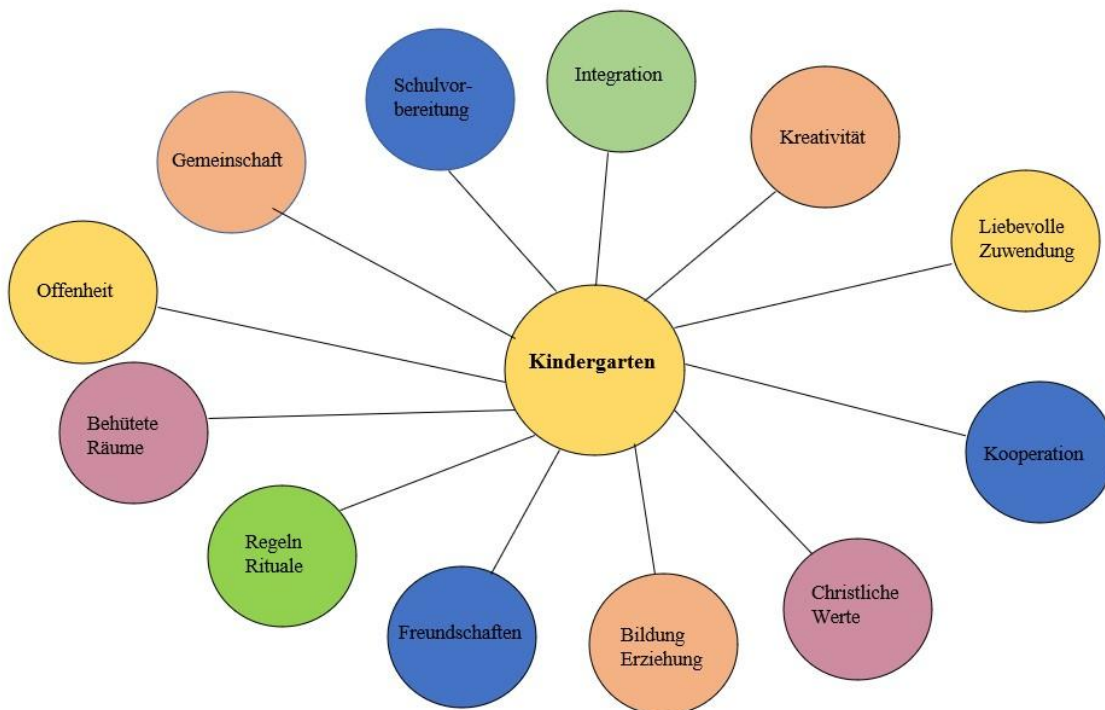 Schulvor-
bereitung
Integration
Kreativität
Gemeinschaft
Liebevolle
Zuwendung
Offenheit
Kindergarten
Behütete
Räume
Kooperation
Regeln
Rituale
Christliche
Werte
Freundschaften
Bildung
Erziehung